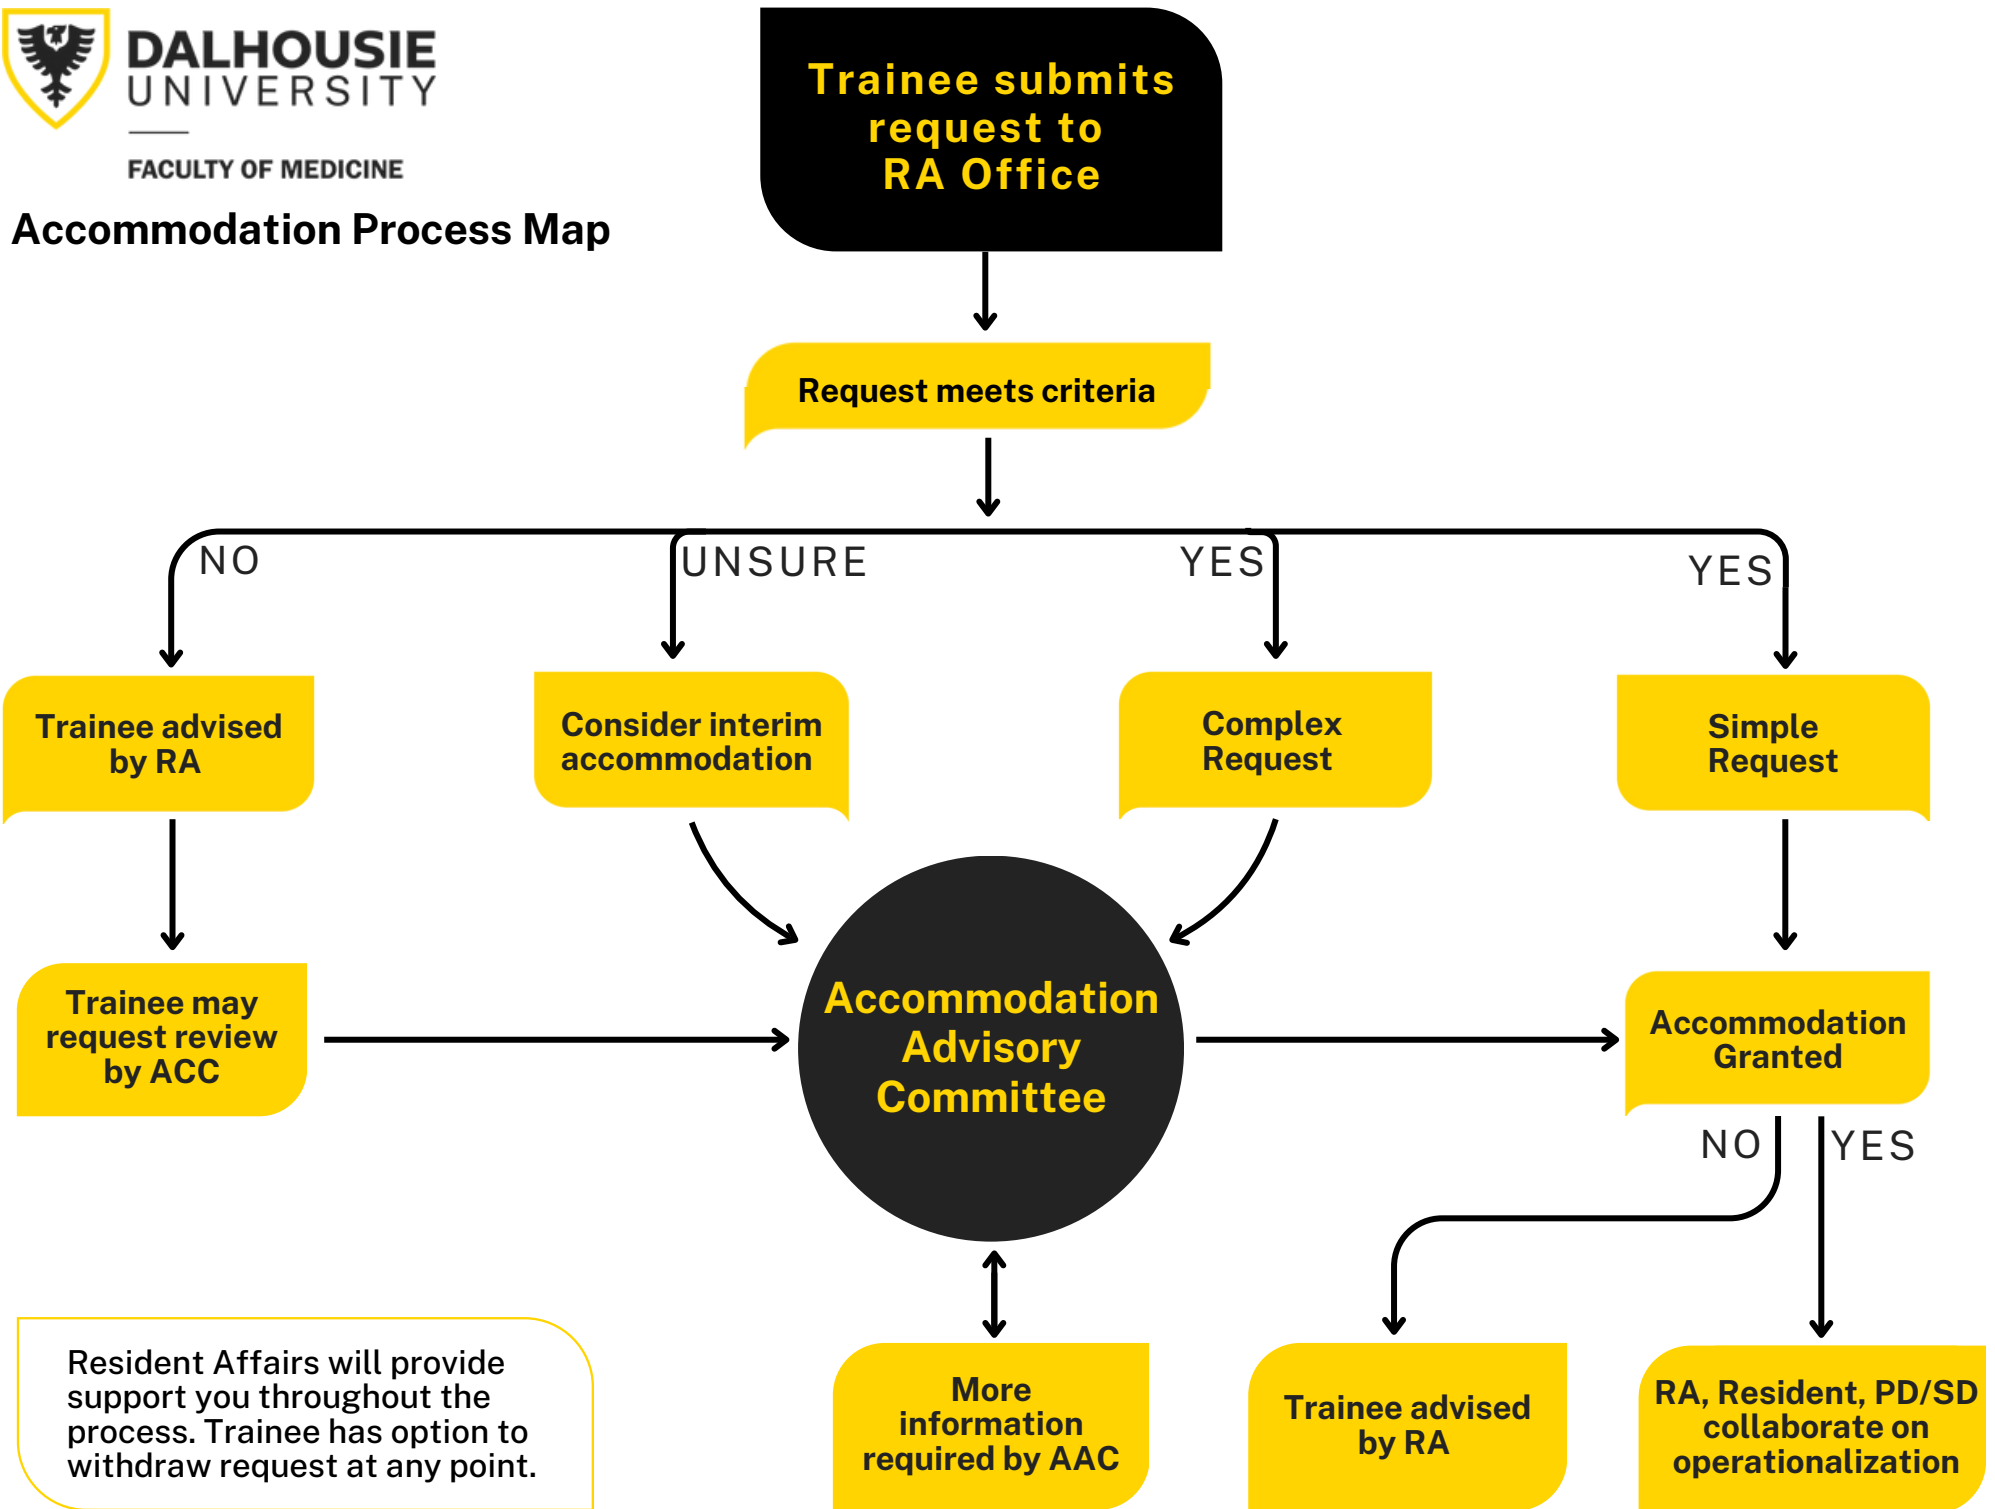 DALHOUSIE
UNIVERSITY
FACULTY OF MEDICINE
Accommodation Process Map
Trainee submits
request to
RA Office
Request meets criteria
NO
UNSURE
YES
YES
Trainee advised
by RA
Consider interim
accommodation
Complex
Request
Simple
Request
Trainee may
request review
by ACC
Accommodation
Advisory
Committee
Accommodation
Granted
NO
YES
More
information
required by AAC
Trainee advised
by RA
RA, Resident, PD/SD
collaborate on
operationalization
Resident Affairs will provide
support you throughout the
process. Trainee has option to
withdraw request at any point.